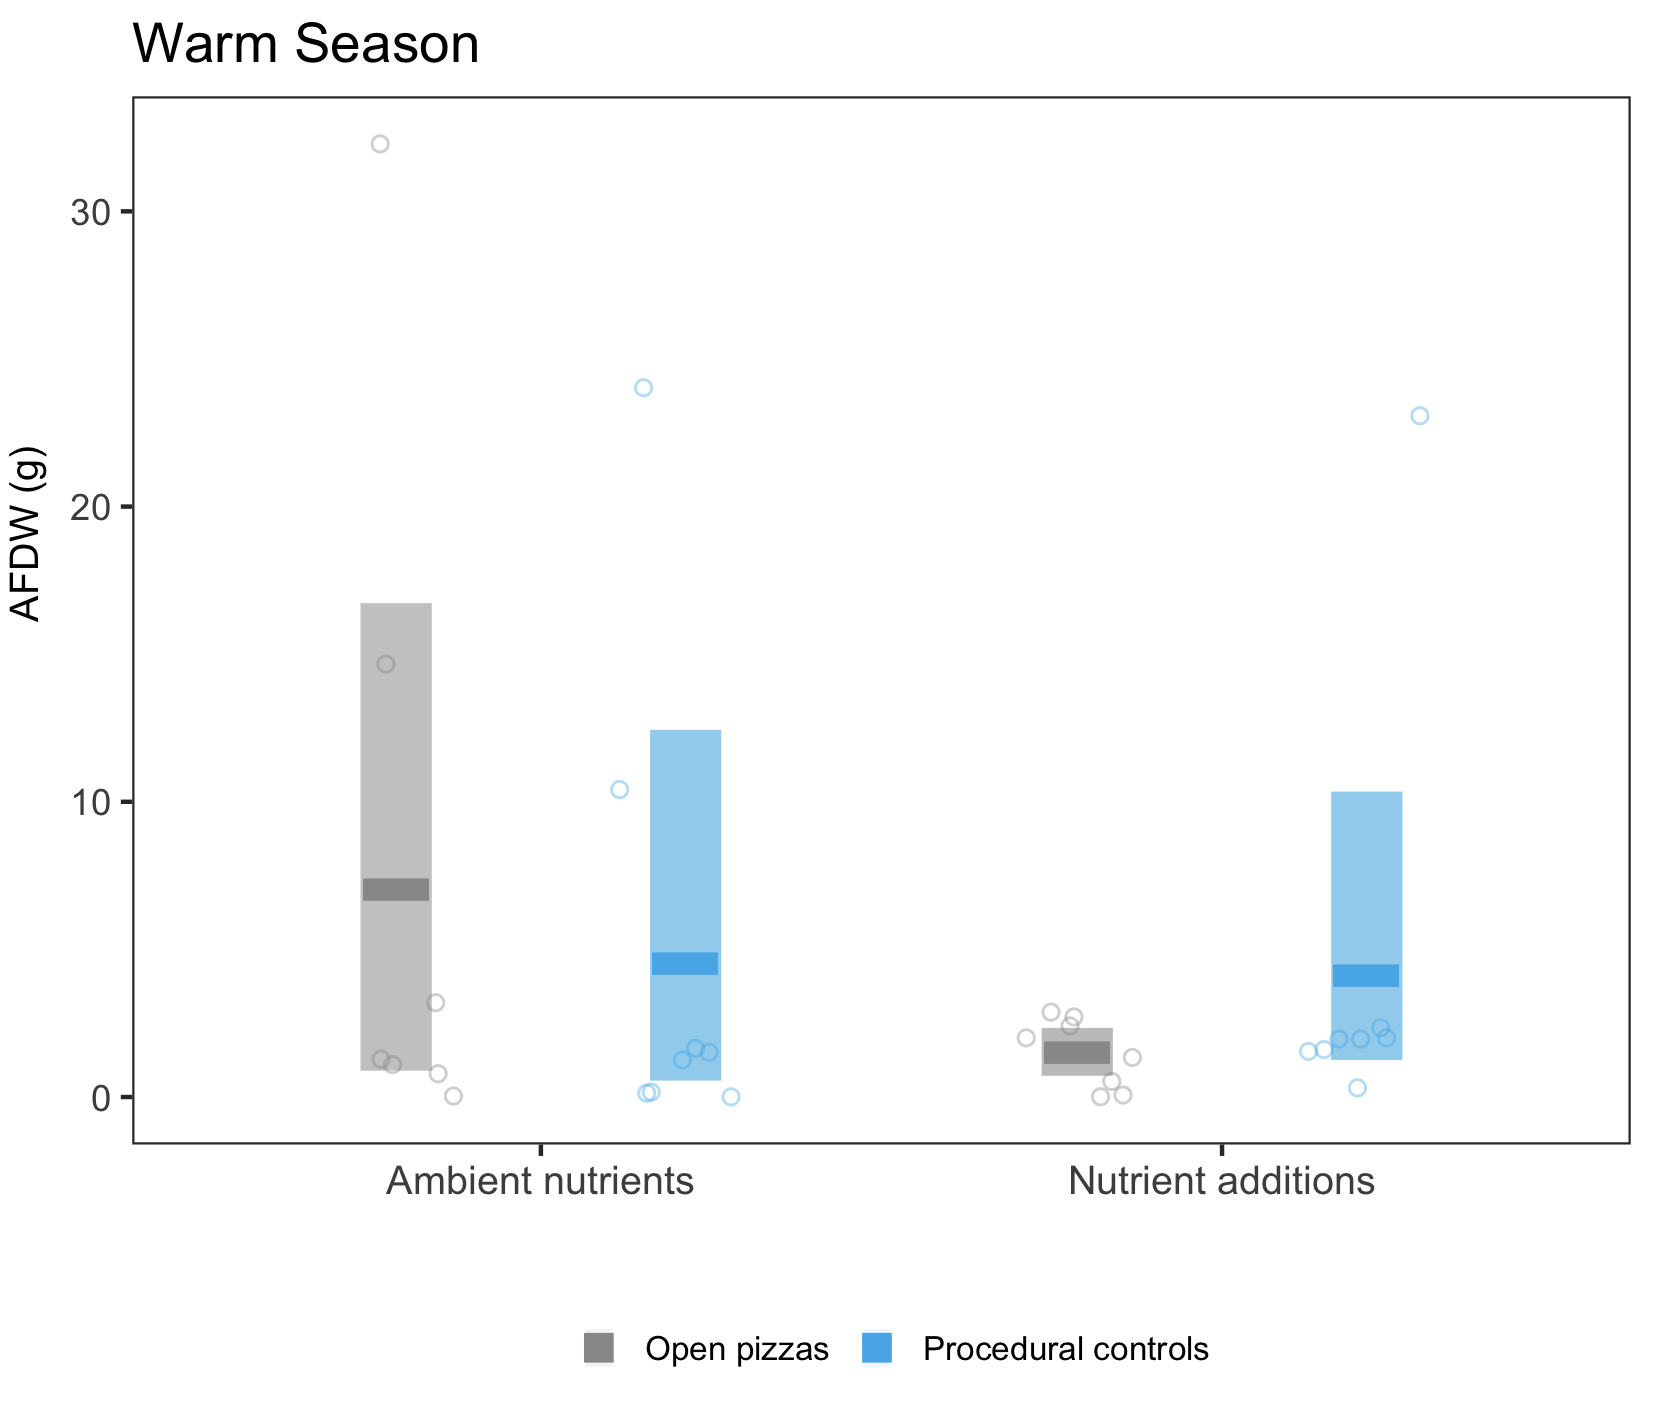 Warm Season
AFDW (g)
30
20
10
0
Ambient nutrients Nutrient additions
Open pizzas Procedural controls